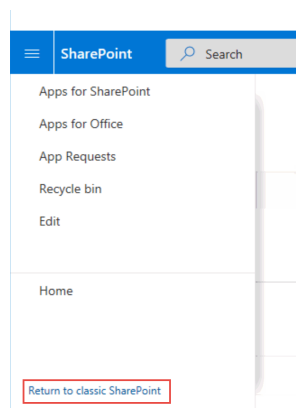 SharePoint
Search
Apps for SharePoint
Apps for Office
App Requests
Recycle bin
Edit
Home
Return to classic SharePoint